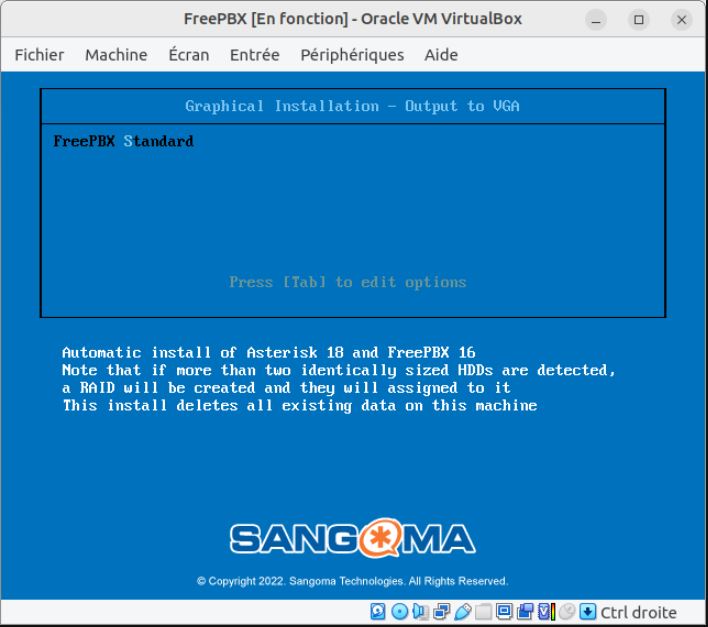 FreePBX [En fonction] - Oracle VM VirtualBox
Fichier Machine Écran Entrée Périphériques Aide
Graphical Installation - Output to VGA
FreePBX Standard
Press [Tab] to edit options
Automatic install of Asterisk 18 and FreePBX 16
Note that if more than two identically sized HDDs are detected,
a RAID will be created and they will assigned to it
This install deletes all existing data on this machine
SANGOMA
© Copyright 2022. Sangoma Technologies. All Rights Reserved.
Ctrl droite